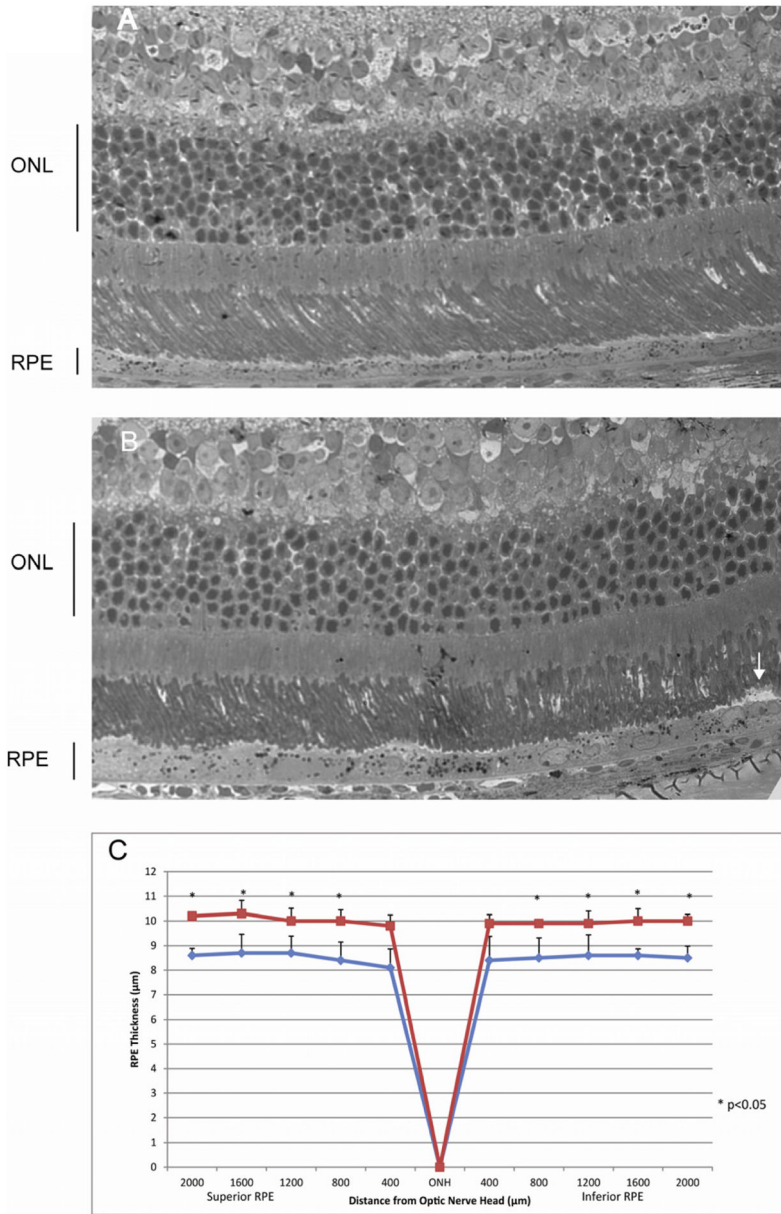 A
ONL
RPE
B
ONL
RPE
C
12
11
10
9
8
7
6
5
4
3
2
1
0
RPE Thickness (µm)
* * * * * * * *
* p<0.05
2000 1600 1200 800 400 ONH 400 800 1200 1600 2000
Superior RPE Distance from Optic Nerve Head (µm) Inferior RPE